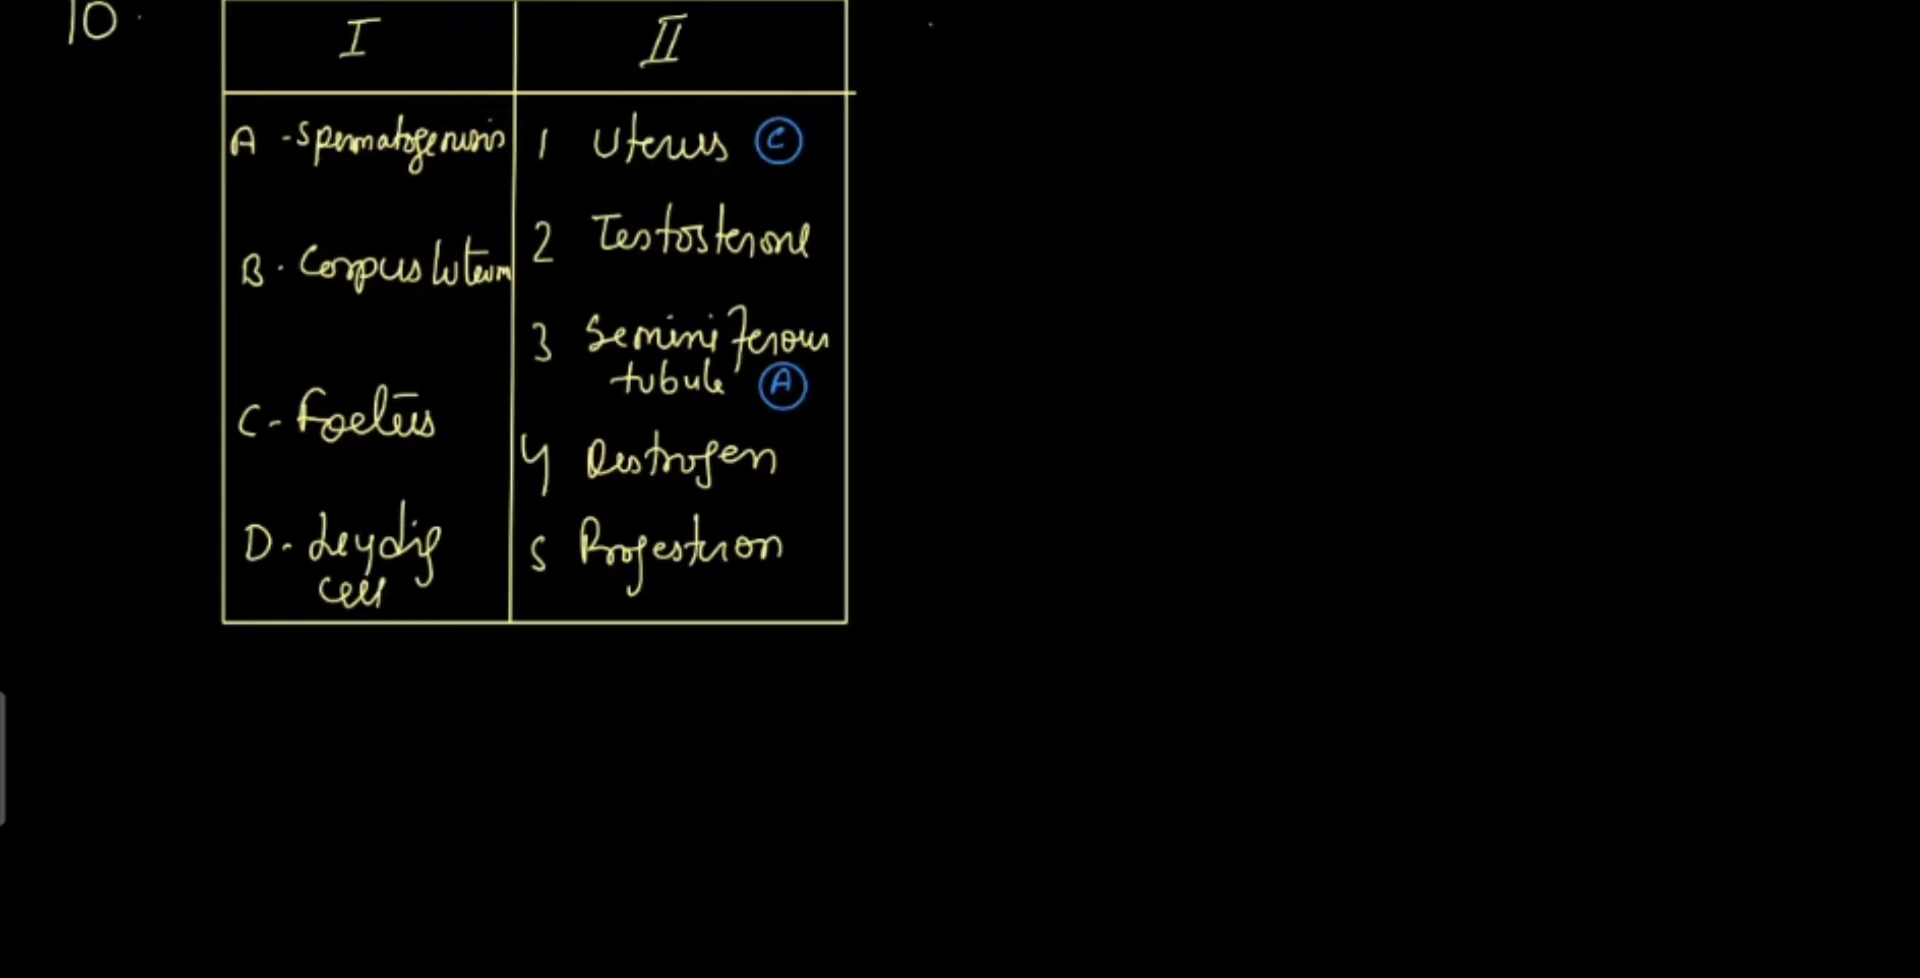 10.
I II
A - Spermatogenesis 1 Uterus C
B. Corpus luteum 2 Testosterone
3 Seminiferous
tubule A
C - Foetus 4 Oestrogen
D. Leydig 5 Progestron
cell